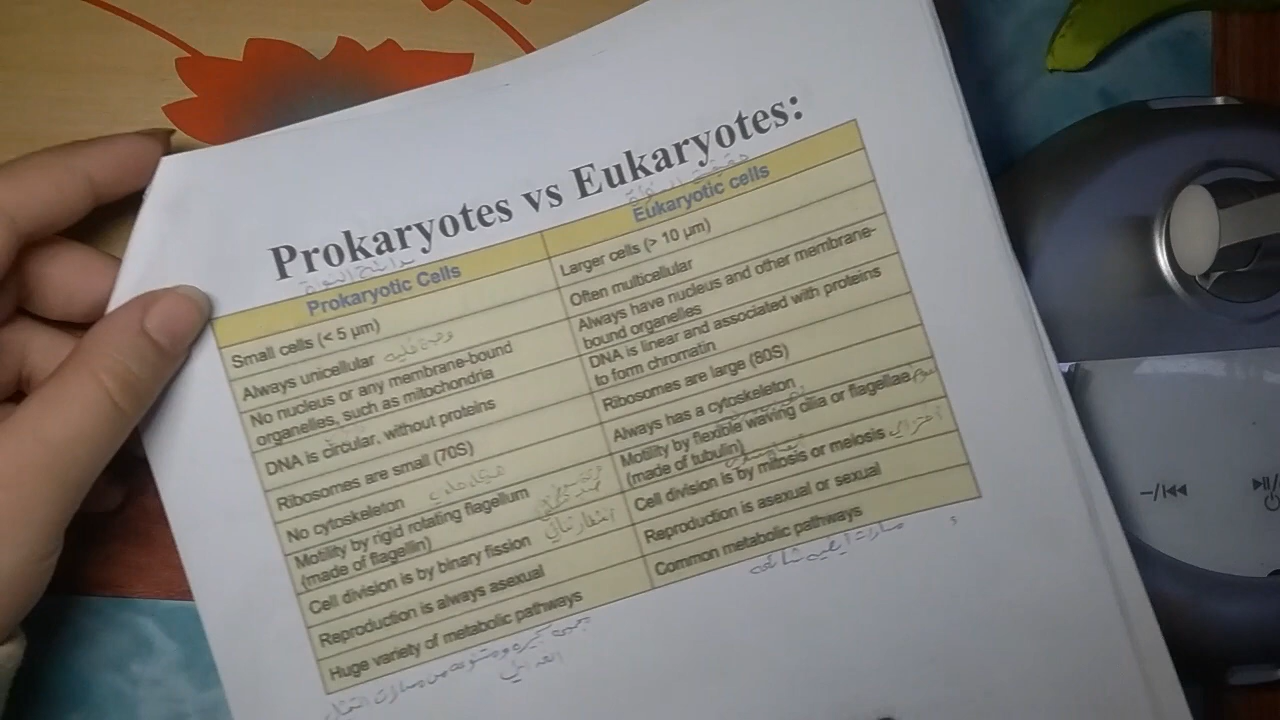 Prokaryotes vs Eukaryotes:
حقيقية النواة
Prokaryotic Cells
Eukaryotic cells
Small cells (< 5 µm)
Larger cells (> 10 µm)
Always unicellular
Often multicellular
No nucleus or any membrane-bound
organelles, such as mitochondria
Always have nucleus and other membrane-
bound organelles
DNA is circular, without proteins
DNA is linear and associated with proteins
to form chromatin
Ribosomes are small (70S)
Ribosomes are large (80S)
No cytoskeleton
Always has a cytoskeleton
Motility by rigid rotating flagellum
(made of flagellin)
Motility by flexible waving cilia or flagellae
(made of tubulin)
Cell division is by binary fission انشطار ثنائي
Cell division is by mitosis or meiosis
Reproduction is always asexual
Reproduction is asexual or sexual
Huge variety of metabolic pathways
Common metabolic pathways
5
−/⏮